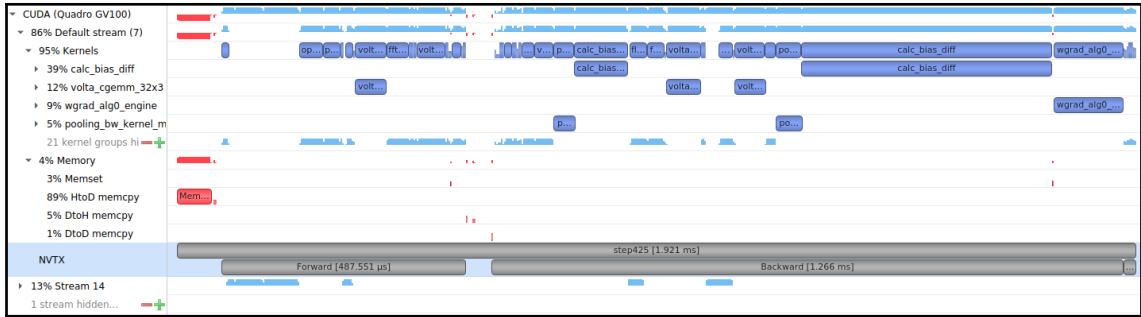 CUDA (Quadro GV100)
86% Default stream (7)
95% Kernels
op... p... volt... fft... volt... ... v... p... calc_bias... fl... f... volta... ... volt... po... calc_bias_diff wgrad_alg0_...
39% calc_bias_diff
calc_bias... calc_bias_diff
12% volta_cgemm_32x3
volt... volta... volt...
9% wgrad_alg0_engine
wgrad_alg0_...
5% pooling_bw_kernel_m
p... po...
21 kernel groups hi
4% Memory
3% Memset
89% HtoD memcpy
Mem...
5% DtoH memcpy
1% DtoD memcpy
NVTX
step425 [1.921 ms]
Forward [487.551 µs] Backward [1.266 ms] ...
13% Stream 14
1 stream hidden...